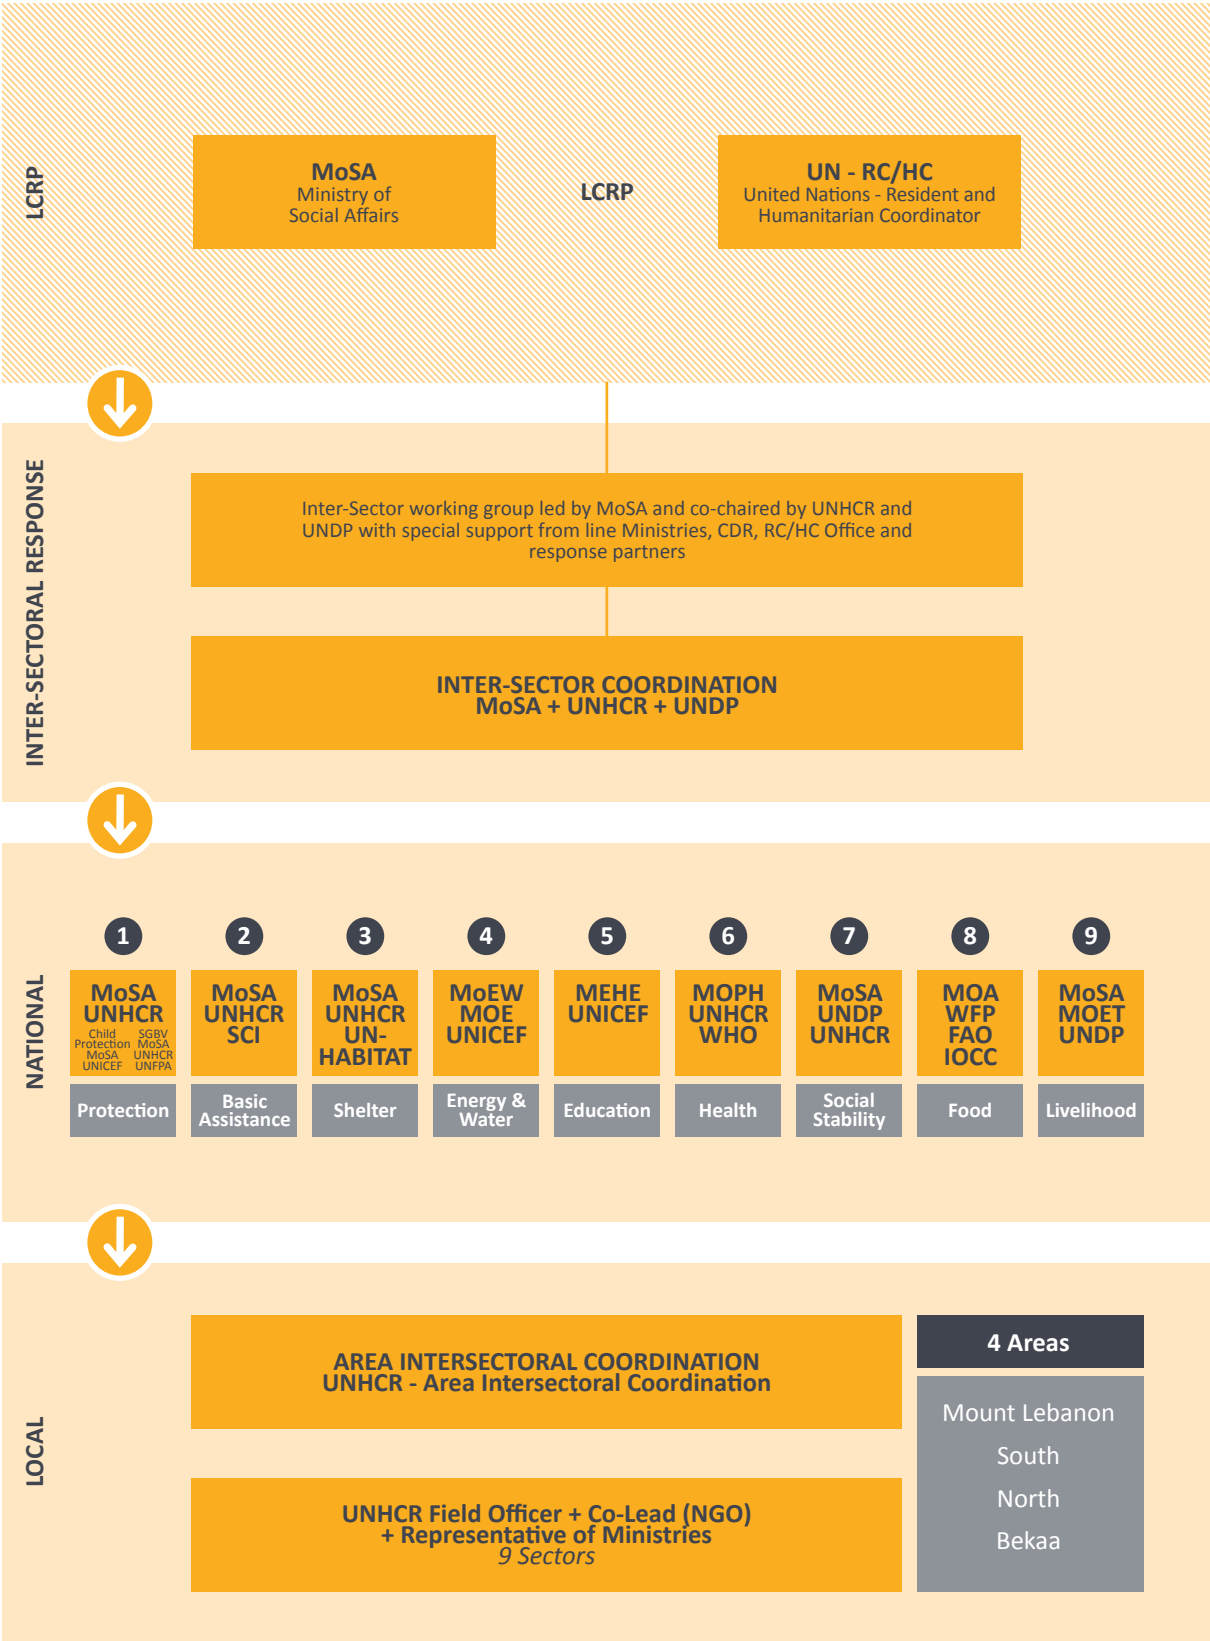 LCRP
MoSA
Ministry of
Social Affairs
LCRP
UN - RC/HC
United Nations - Resident and
Humanitarian Coordinator
INTER-SECTORAL RESPONSE
Inter-Sector working group led by MoSA and co-chaired by UNHCR and
UNDP with special support from line Ministries, CDR, RC/HC Office and
response partners
INTER-SECTOR COORDINATION
MoSA + UNHCR + UNDP
NATIONAL
1
MoSA
UNHCR
Child
Protection
MoSA
UNICEF
SGBV
MoSA
UNHCR
UNFPA
Protection
2
MoSA
UNHCR
SCI
Basic
Assistance
3
MoSA
UNHCR
UN-
HABITAT
Shelter
4
MoEW
MOE
UNICEF
Energy &
Water
5
MEHE
UNICEF
Education
6
MOPH
UNHCR
WHO
Health
7
MoSA
UNDP
UNHCR
Social
Stability
8
MOA
WFP
FAO
IOCC
Food
9
MoSA
MOET
UNDP
Livelihood
LOCAL
AREA INTERSECTORAL COORDINATION
UNHCR - Area Intersectoral Coordination
UNHCR Field Officer + Co-Lead (NGO)
+ Representative of Ministries
9 Sectors
4 Areas
Mount Lebanon
South
North
Bekaa